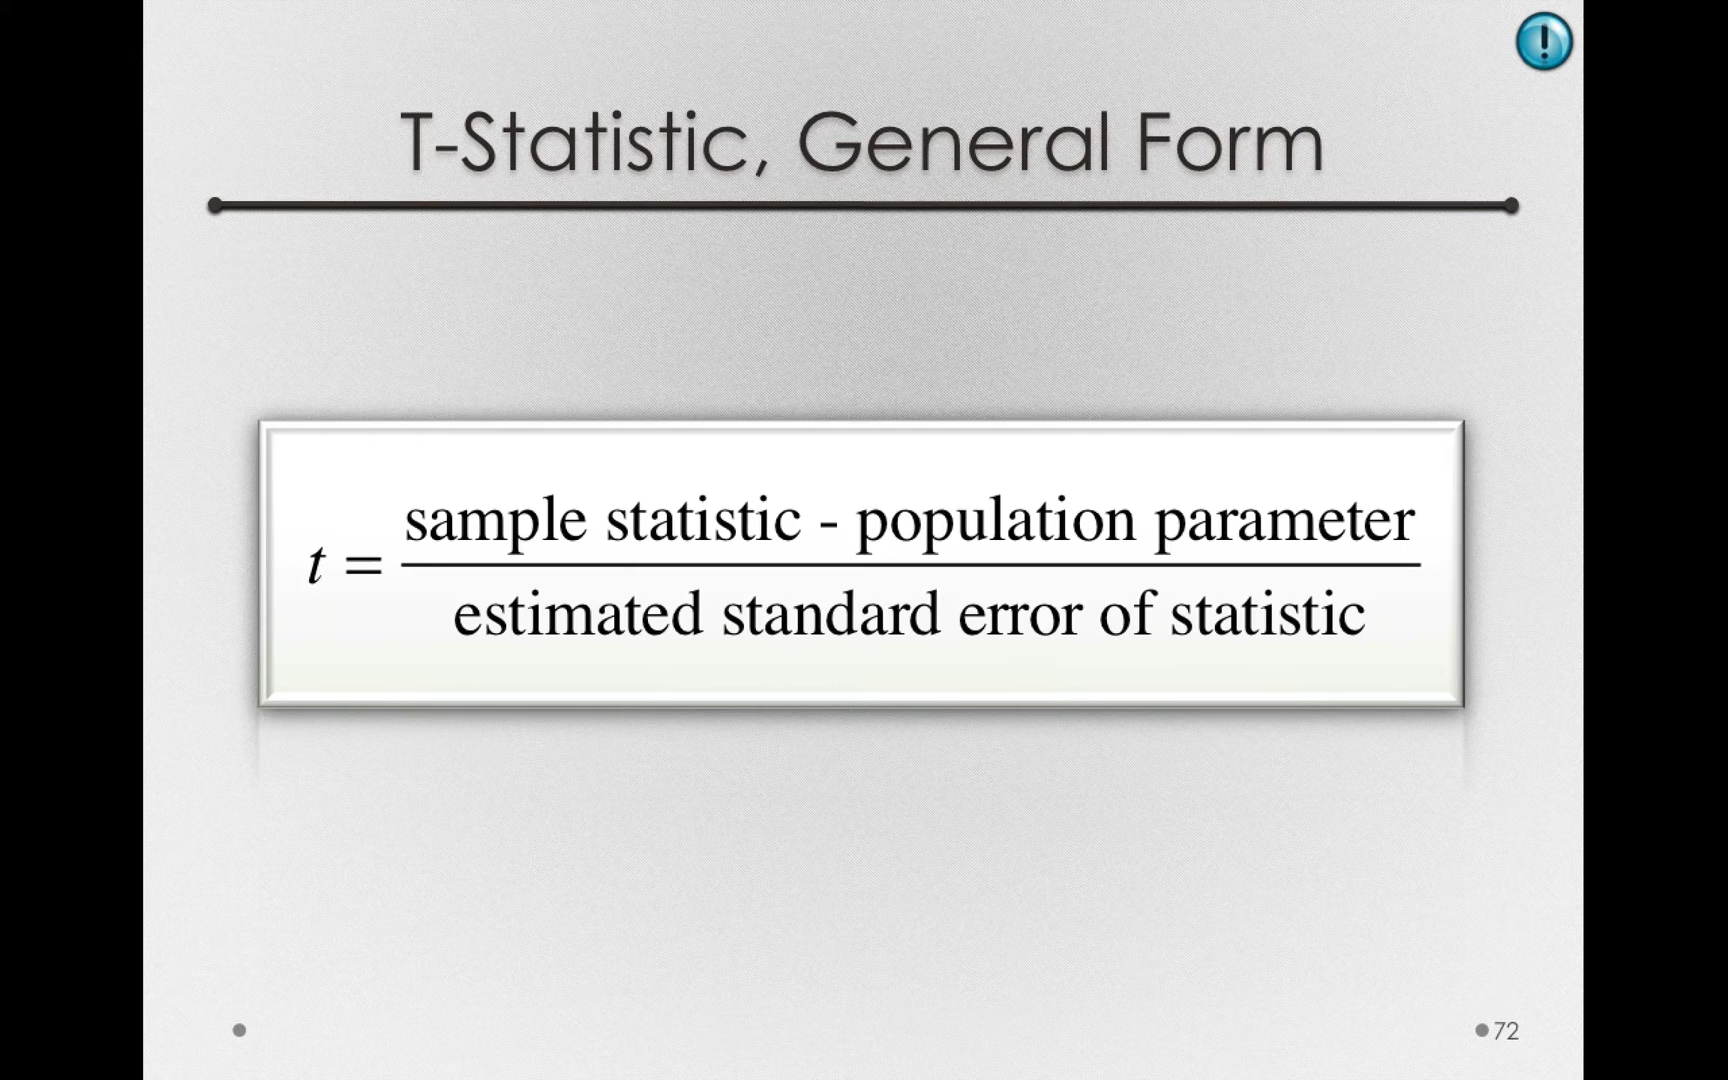 T-Statistic, General Form
t = sample statistic - population parameter
estimated standard error of statistic
72